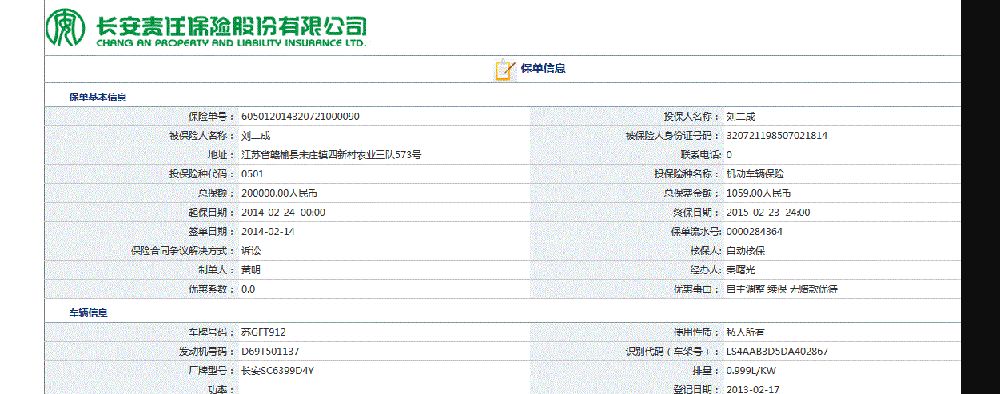 长安责任保险股份有限公司
CHANG AN PROPERTY AND LIABILITY INSURANCE LTD.
保单信息
保单基本信息
保险单号： 605012014320721000090 投保人名称： 刘二成
被保险人名称： 刘二成 被保险人身份证号码： 320721198507021814
地址： 江苏省赣榆县宋庄镇四新村农业三队573号 联系电话: 0
投保险种代码： 0501 投保险种名称： 机动车辆保险
总保额： 200000.00人民币 总保费金额： 1059.00人民币
起保日期： 2014-02-24 00:00 终保日期： 2015-02-23 24:00
签单日期： 2014-02-14 保单流水号: 0000284364
保险合同争议解决方式： 诉讼 核保人: 自动核保
制单人： 黄明 经办人: 秦曙光
优惠系数： 0.0 优惠事由： 自主调整 续保 无赔款优待
车辆信息
车牌号码： 苏GFT912 使用性质： 私人所有
发动机号码： D69T501137 识别代码（车架号）： LS4AAB3D5DA402867
厂牌型号： 长安SC6399D4Y 排量： 0.999L/KW
功率： 登记日期： 2013-02-17